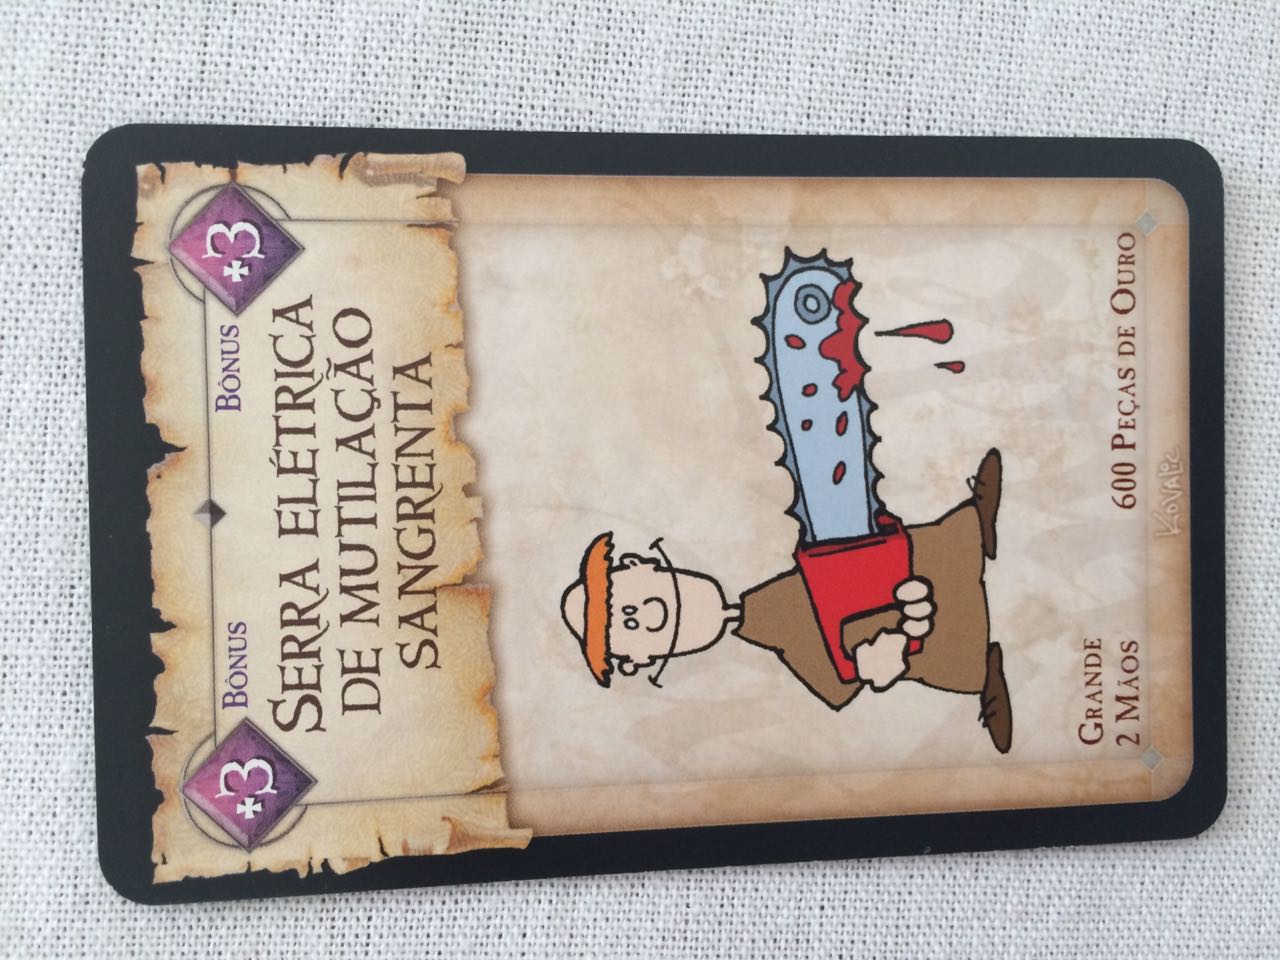 +3 BÔNUS BÔNUS +3
SERRA ELÉTRICA
DE MUTILAÇÃO
SANGRENTA
GRANDE
2 MÃOS 600 PEÇAS DE OURO
KOVALIC